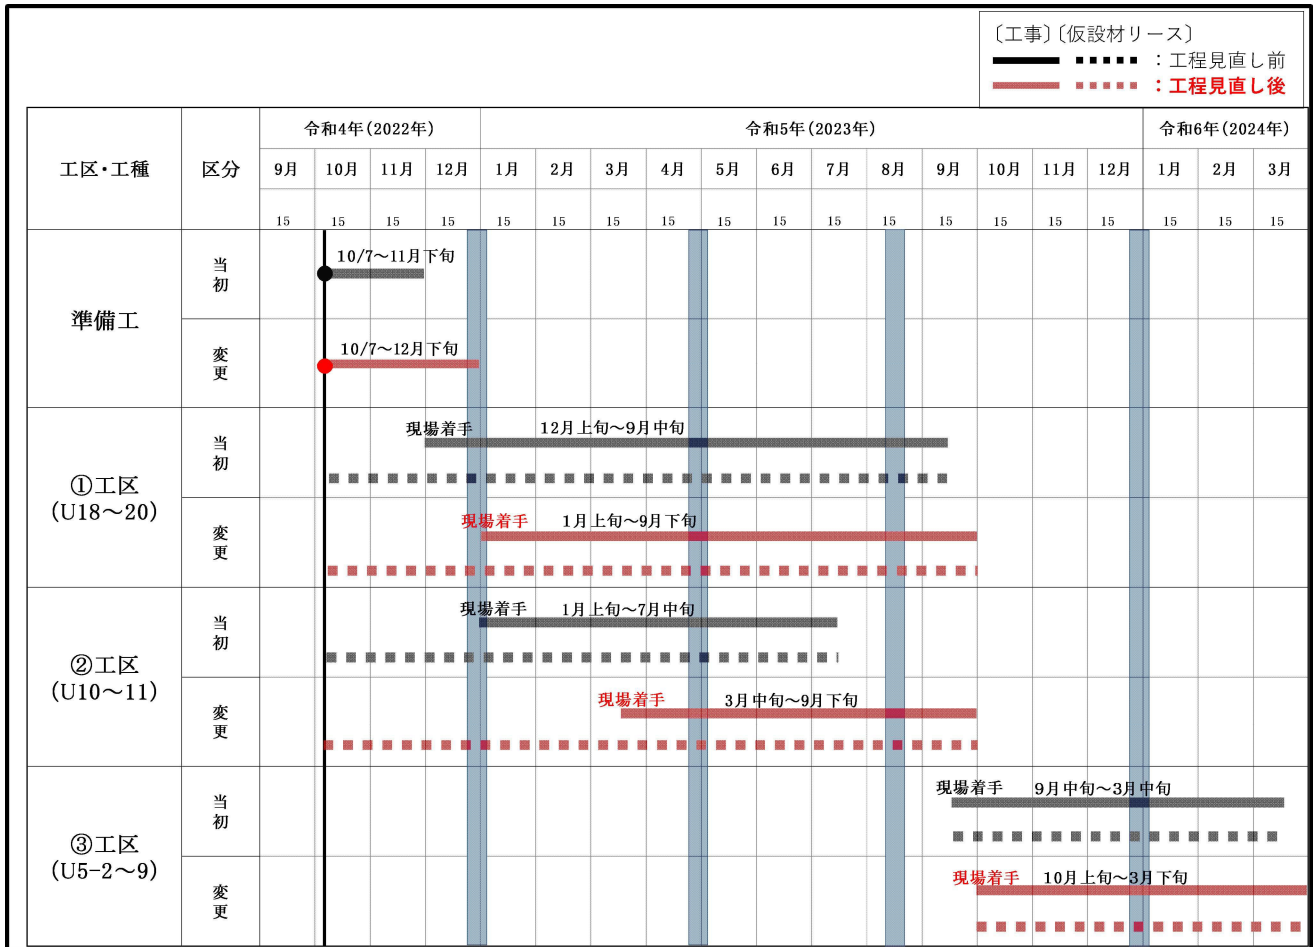 〔工事〕〔仮設材リース〕
：工程見直し前
：工程見直し後
工区・工種 区分 令和4年(2022年) 令和5年(2023年) 令和6年(2024年)
9月 10月 11月 12月 1月 2月 3月 4月 5月 6月 7月 8月 9月 10月 11月 12月 1月 2月 3月
15 15 15 15 15 15 15 15 15 15 15 15 15 15 15 15 15 15 15
準備工
当初
10/7～11月下旬
変更
10/7～12月下旬
①工区
(U18～20)
当初
現場着手 12月上旬～9月中旬
変更
現場着手 1月上旬～9月下旬
②工区
(U10～11)
当初
現場着手 1月上旬～7月中旬
変更
現場着手 3月中旬～9月下旬
③工区
(U5-2～9)
当初
現場着手 9月中旬～3月中旬
変更
現場着手 10月上旬～3月下旬